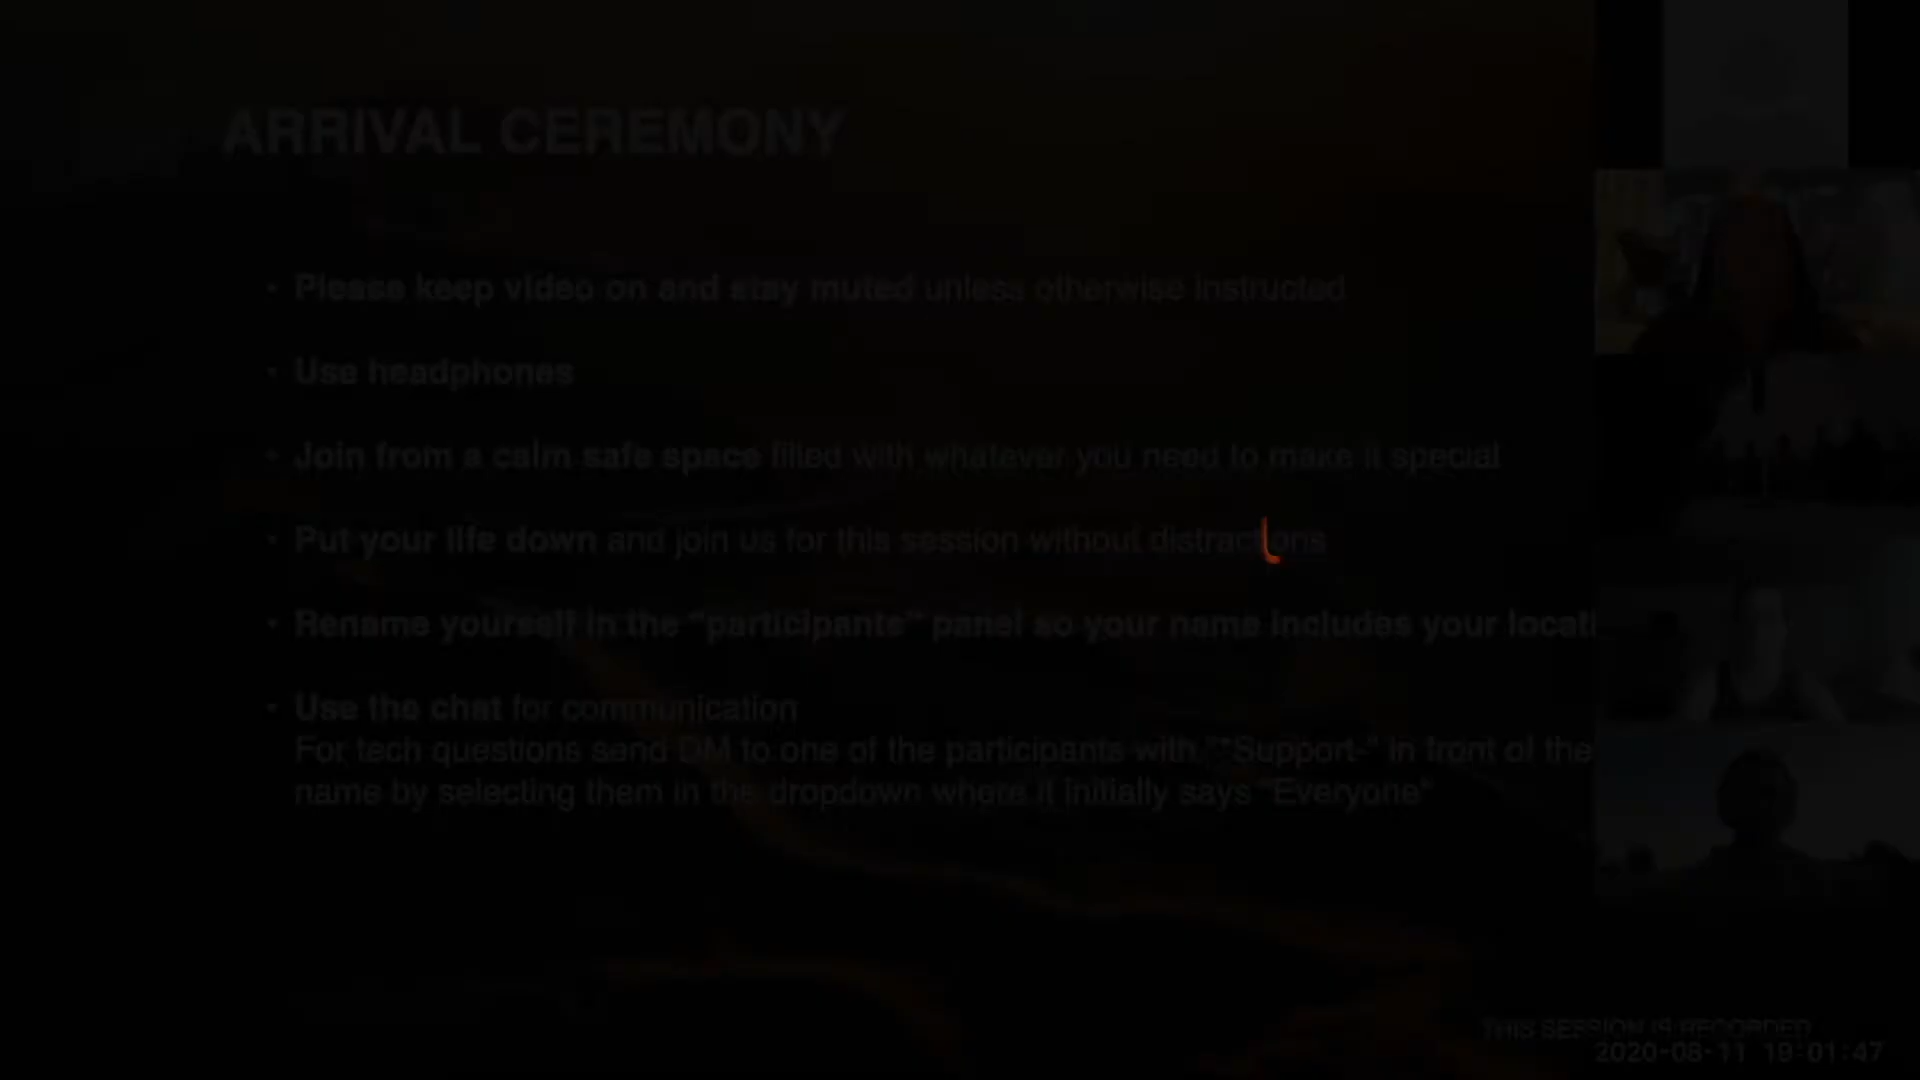 ARRIVAL CEREMONY
• Please keep video on and stay muted unless otherwise instructed
• Use headphones
• Join from a calm safe space filled with whatever you need to make it special
• Put your life down and join us for this session without distractions
• Rename yourself in the "participants" panel so your name includes your locati
• Use the chat for communication
For tech questions send DM to one of the participants with "*Support-" in front of the
name by selecting them in the dropdown where it initially says "Everyone"
THIS SESSION IS RECORDED
2020-08-11 19:01:47